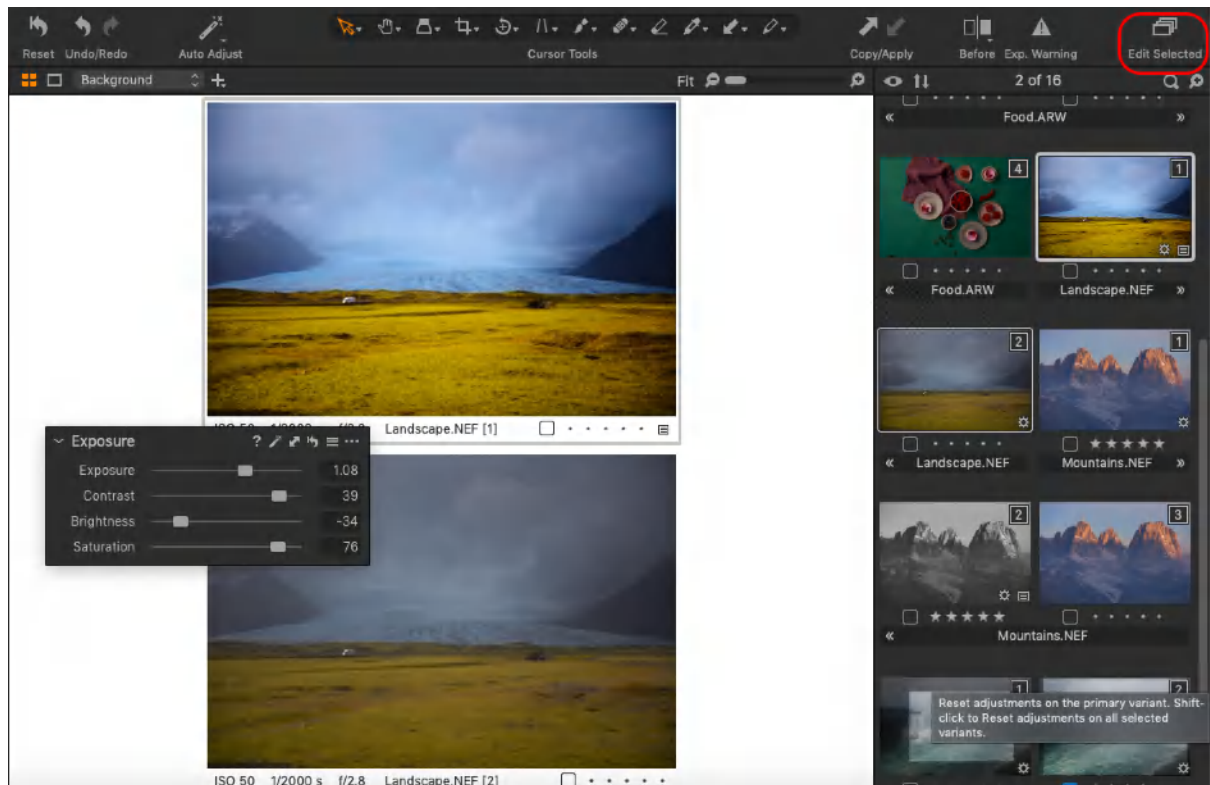 Reset Undo/Redo Auto Adjust Cursor Tools Copy/Apply Before Exp. Warning Edit Selected
Background Fit 2 of 16
« Food.ARW »
4 1
« Food.ARW Landscape.NEF »
2 1
Landscape.NEF [1]
« Landscape.NEF Mountains.NEF »
Exposure ? ...
Exposure 1.08
Contrast 39
Brightness -34
Saturation 76
2 3
« Mountains.NEF
1 2
Reset adjustments on the primary variant. Shift-
click to Reset adjustments on all selected
variants.
ISO 50 1/2000 s f/2.8 Landscape.NEF [2]